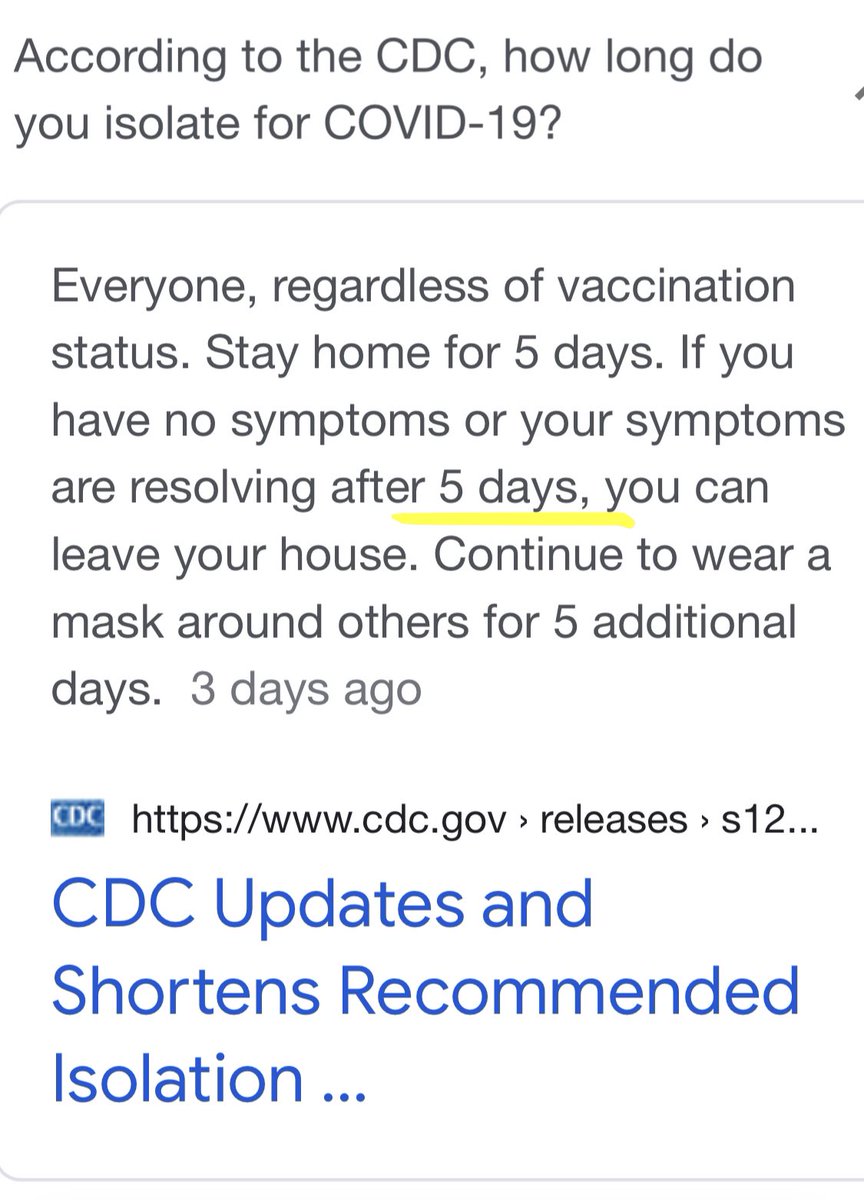 According to the CDC, how long do
you isolate for COVID-19?
Everyone, regardless of vaccination
status. Stay home for 5 days. If you
have no symptoms or your symptoms
are resolving after 5 days, you can
leave your house. Continue to wear a
mask around others for 5 additional
days. 3 days ago
CDC https://www.cdc.gov › releases › s12...
CDC Updates and
Shortens Recommended
Isolation ...